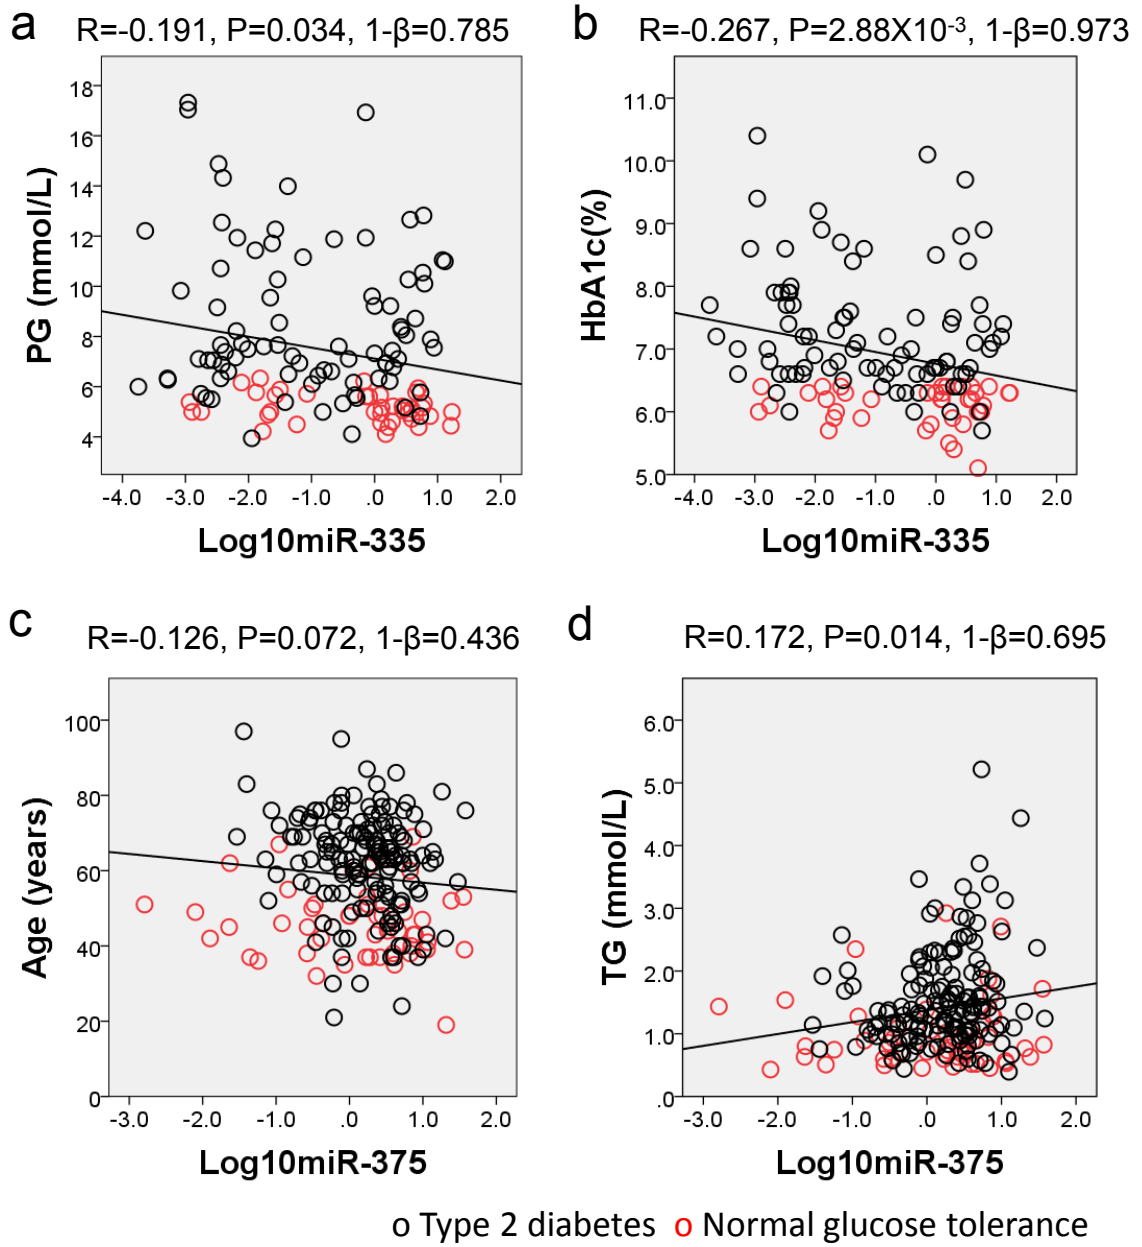 a
R=-0.191, P=0.034, 1-β=0.785
18
16
14
12
10
8
6
4
PG (mmol/L)
-4.0 -3.0 -2.0 -1.0 .0 1.0 2.0
Log10miR-335
b
R=-0.267, P=2.88X10⁻³, 1-β=0.973
11.0
10.0
9.0
8.0
7.0
6.0
5.0
HbA1c(%)
-4.0 -3.0 -2.0 -1.0 .0 1.0 2.0
Log10miR-335
c
R=-0.126, P=0.072, 1-β=0.436
100
80
60
40
20
0
Age (years)
-3.0 -2.0 -1.0 .0 1.0 2.0
Log10miR-375
d
R=0.172, P=0.014, 1-β=0.695
6.0
5.0
4.0
3.0
2.0
1.0
.0
TG (mmol/L)
-3.0 -2.0 -1.0 .0 1.0 2.0
Log10miR-375
o Type 2 diabetes o Normal glucose tolerance